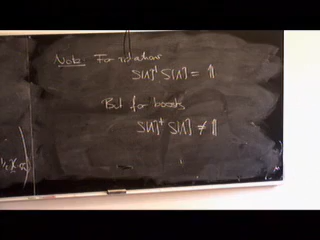 Note: For rotations
S[Λ]† S[Λ] = 𝟙
But for boosts
S[Λ]† S[Λ] ≠ 𝟙